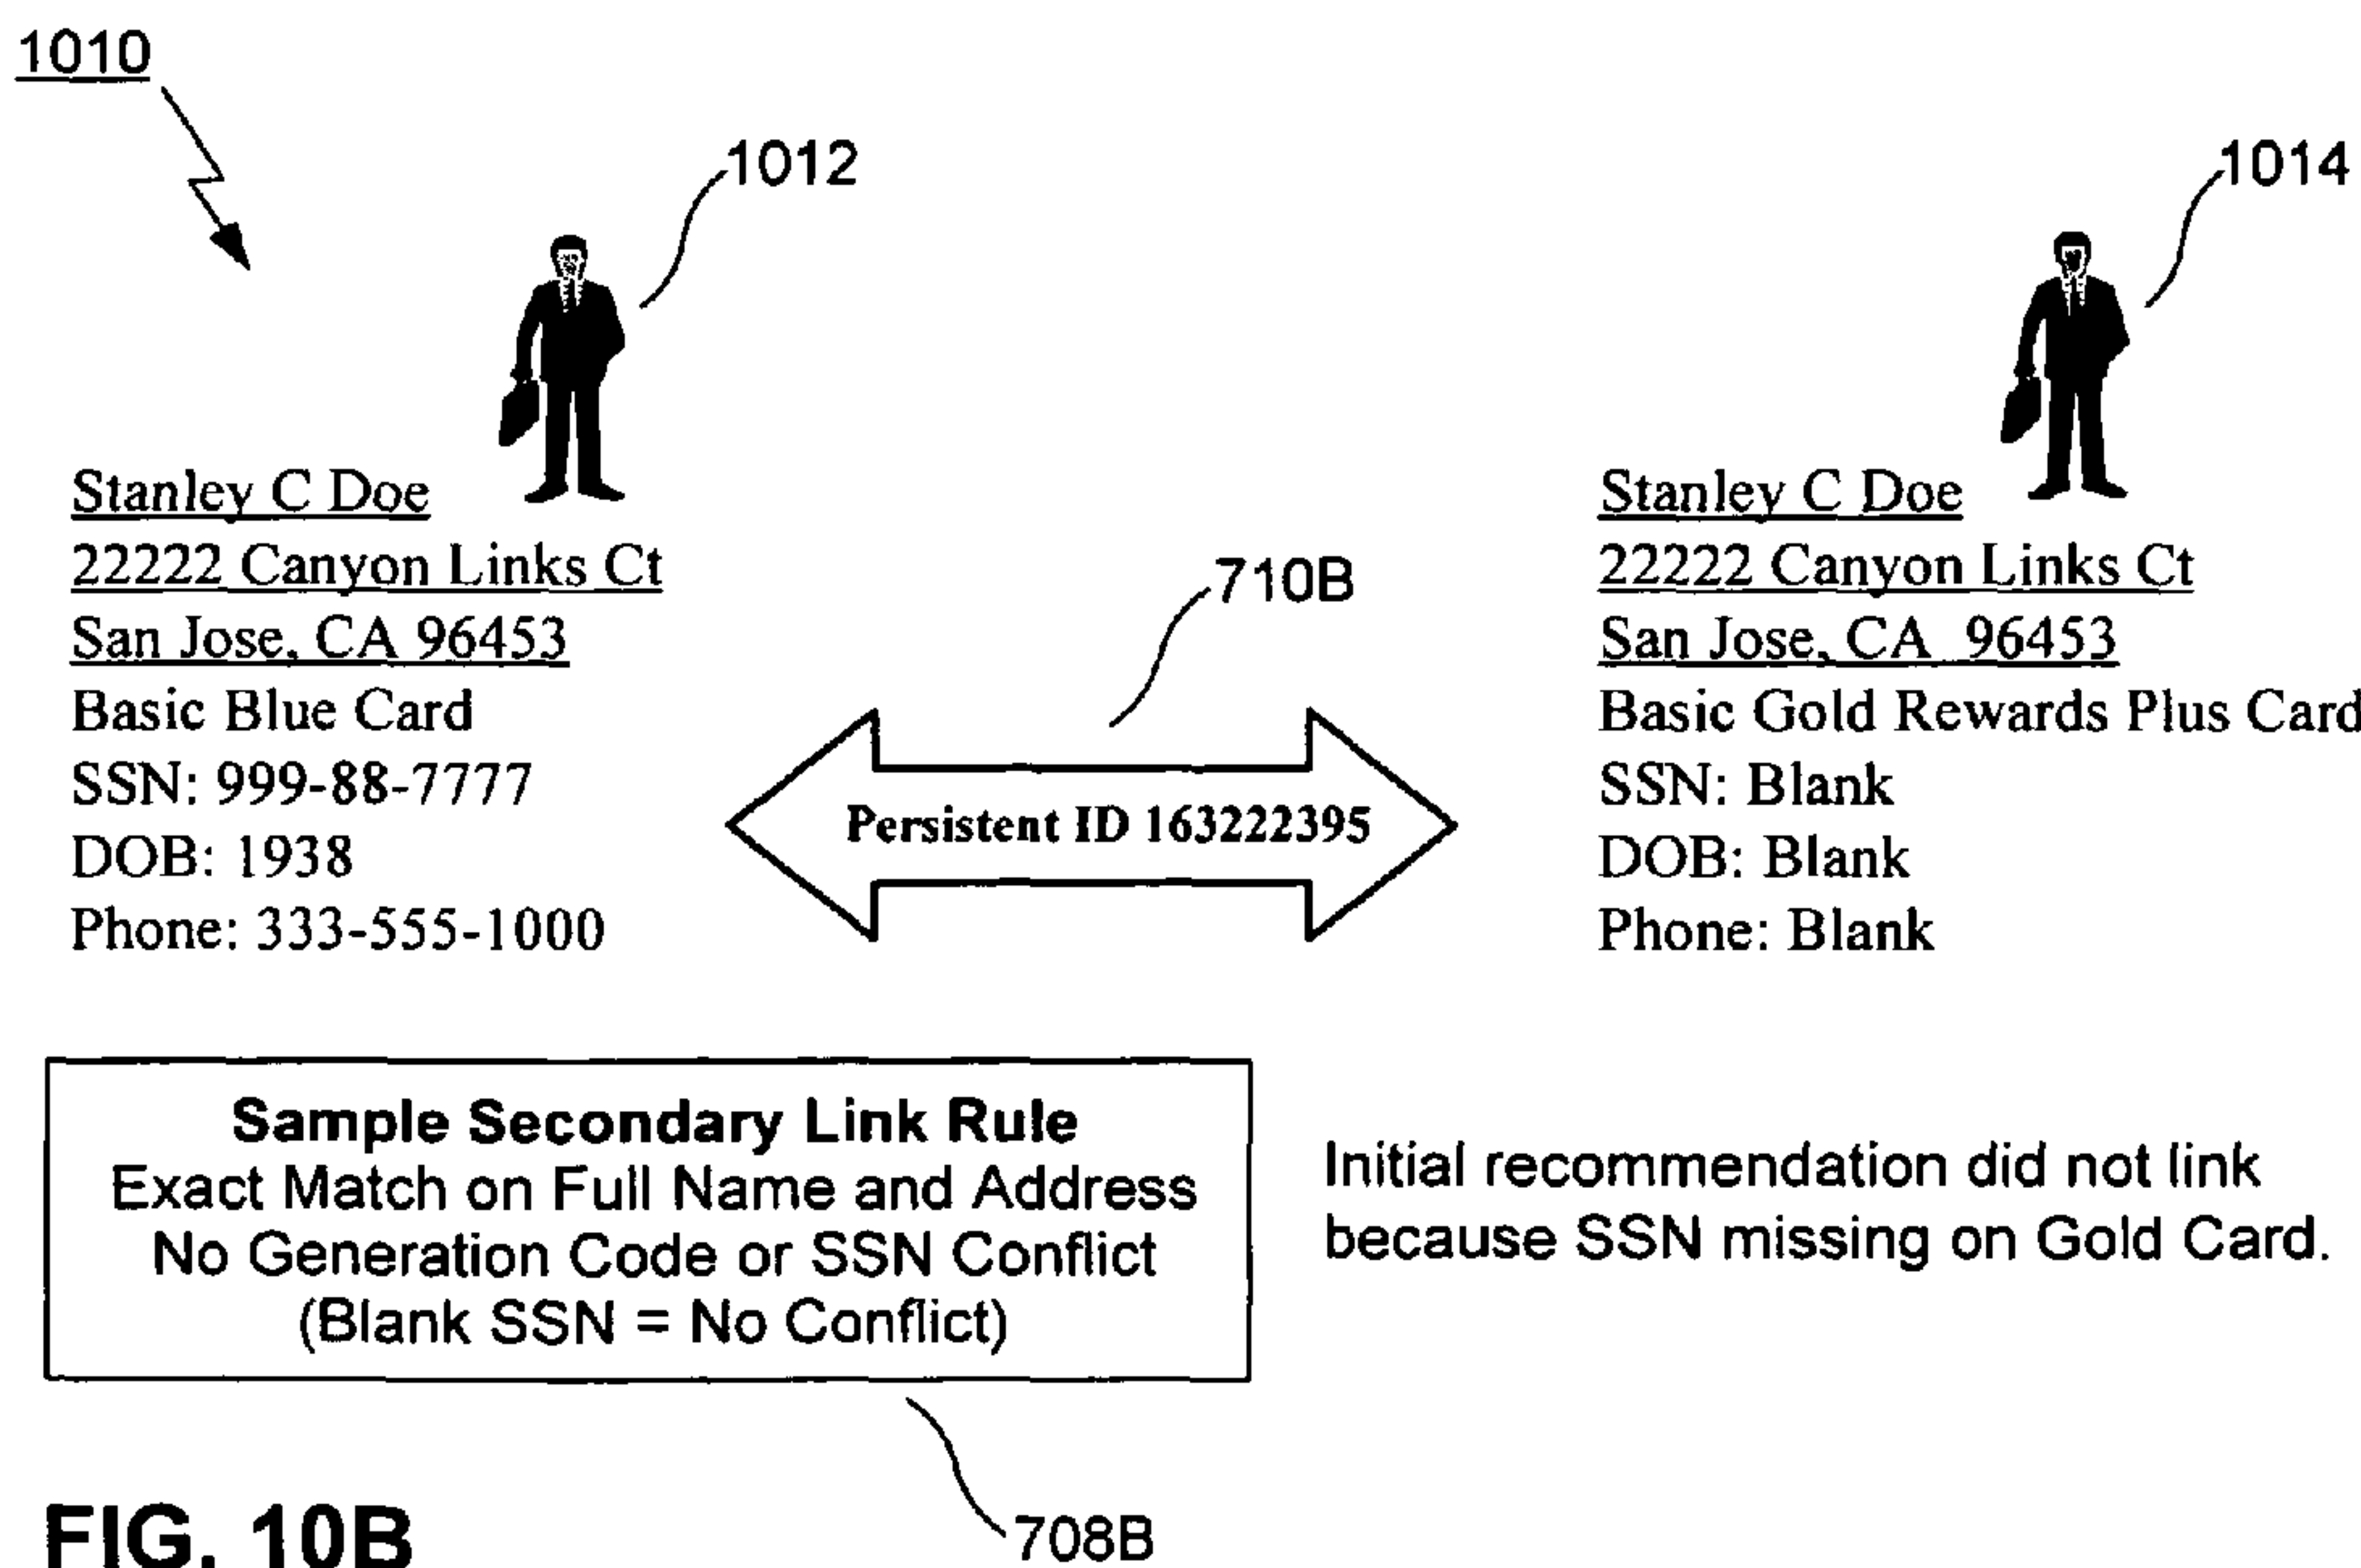 1010
1012
1014
Stanley C Doe
22222 Canyon Links Ct
San Jose, CA 96453
Basic Blue Card
SSN: 999-88-7777
DOB: 1938
Phone: 333-555-1000
710B
Persistent ID 163222395
Stanley C Doe
22222 Canyon Links Ct
San Jose, CA 96453
Basic Gold Rewards Plus Card
SSN: Blank
DOB: Blank
Phone: Blank
Sample Secondary Link Rule
Exact Match on Full Name and Address
No Generation Code or SSN Conflict
(Blank SSN = No Conflict)
Initial recommendation did not link
because SSN missing on Gold Card.
708B
FIG. 10B